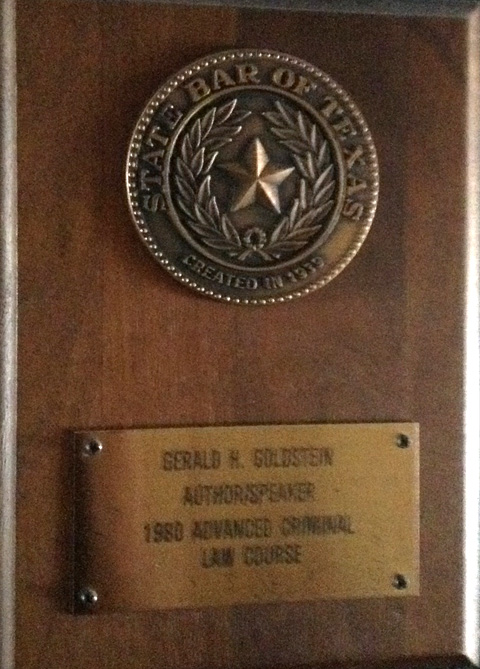 STATE BAR OF TEXAS
CREATED IN 1939
GERALD H. GOLDSTEIN
AUTHOR/SPEAKER
1980 ADVANCED CRIMINAL
LAW COURSE